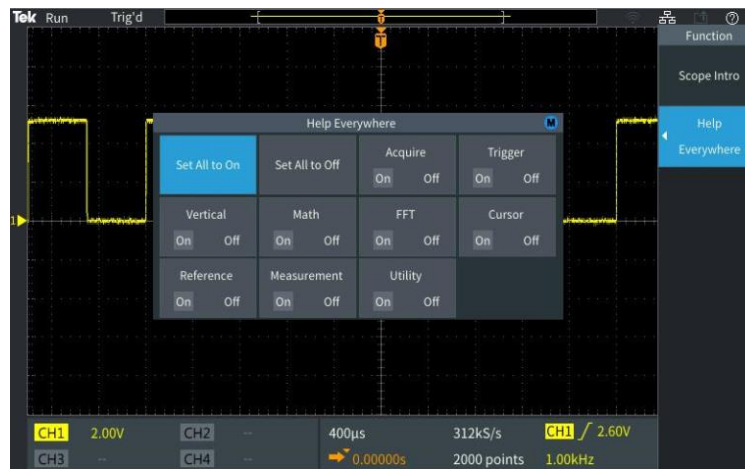 Tek Run Trig'd
T
T
Function
Scope Intro
Help
Everywhere
Help Everywhere M
Set All to On
Set All to Off
Acquire
On Off
Trigger
On Off
Vertical
On Off
Math
On Off
FFT
On Off
Cursor
On Off
Reference
On Off
Measurement
On Off
Utility
On Off
1
CH1 2.00V CH2 -- 400µs 312kS/s CH1 2.60V
CH3 -- CH4 -- 0.00000s 2000 points 1.00kHz